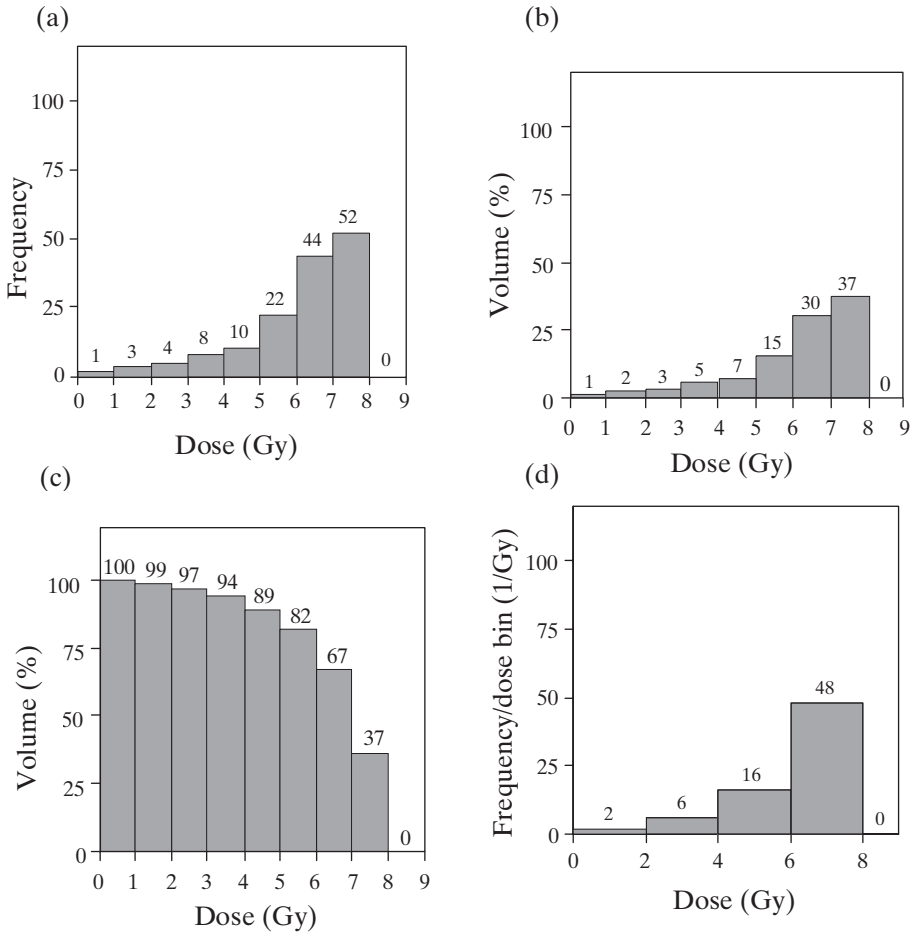 (a)
Frequency
100
75
50
25
0
1 3 4 8 10 22 44 52 0
0 1 2 3 4 5 6 7 8 9
Dose (Gy)
(b)
Volume (%)
100
75
50
25
0
1 2 3 5 7 15 30 37 0
0 1 2 3 4 5 6 7 8 9
Dose (Gy)
(c)
Volume (%)
100
75
50
25
0
100 99 97 94 89 82 67 37 0
0 1 2 3 4 5 6 7 8 9
Dose (Gy)
(d)
Frequency/dose bin (1/Gy)
100
75
50
25
0
2 6 16 48 0
0 2 4 6 8
Dose (Gy)